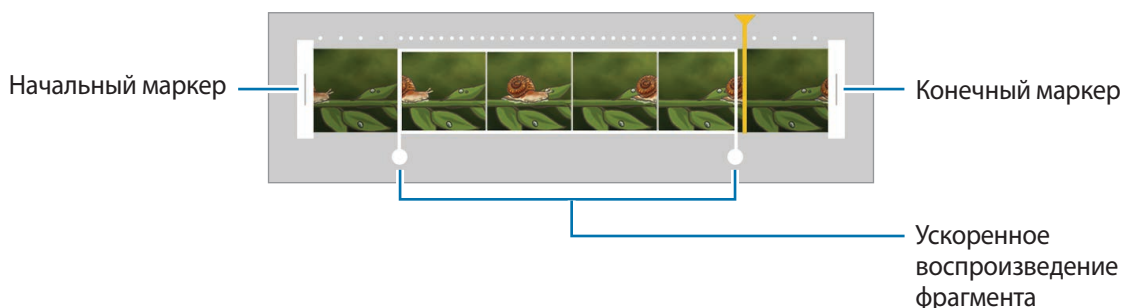 Начальный маркер
Конечный маркер
Ускоренное
воспроизведение
фрагмента